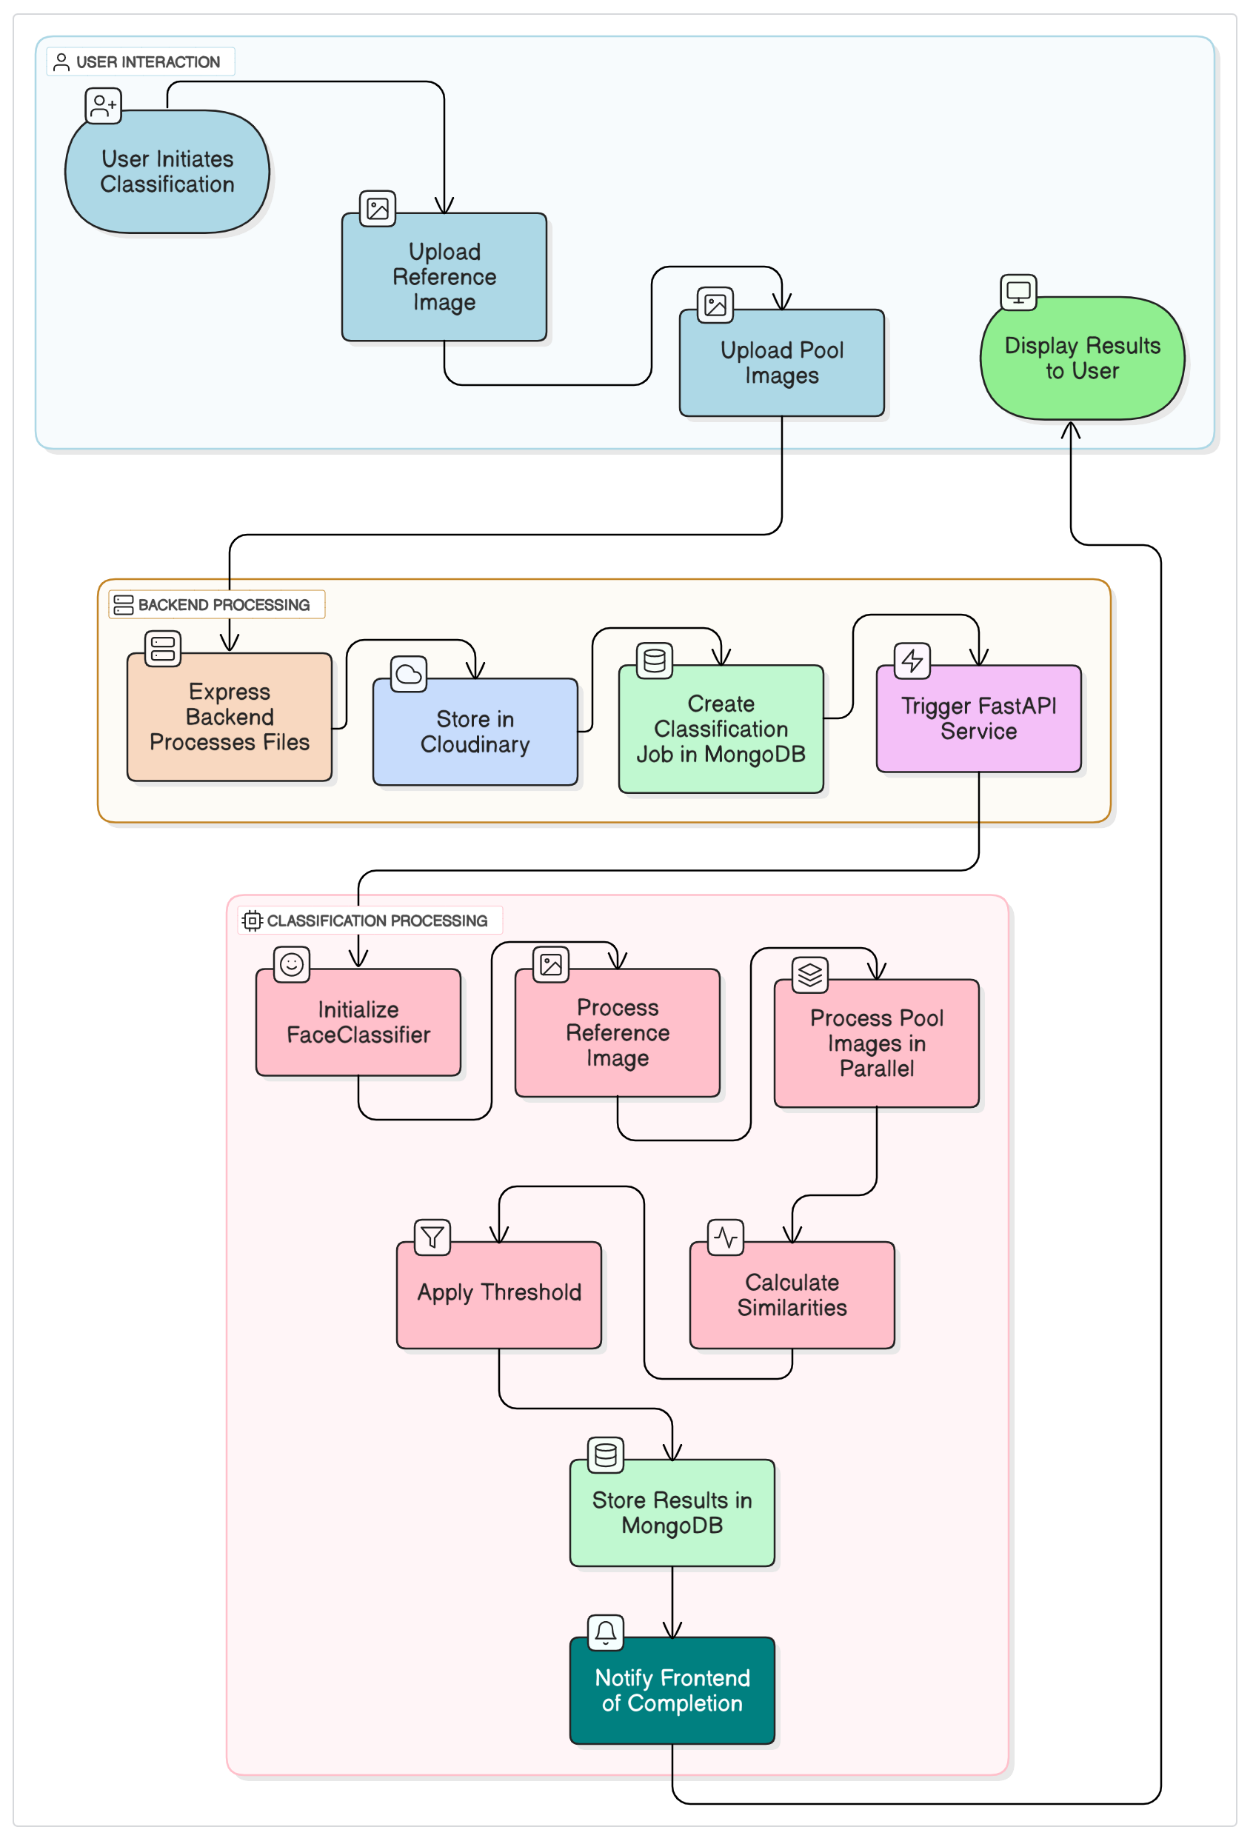 USER INTERACTION
User Initiates
Classification
Upload
Reference
Image
Upload Pool
Images
Display Results
to User
BACKEND PROCESSING
Express
Backend
Processes Files
Store in
Cloudinary
Create
Classification
Job in MongoDB
Trigger FastAPI
Service
CLASSIFICATION PROCESSING
Initialize
FaceClassifier
Process
Reference
Image
Process Pool
Images in
Parallel
Apply Threshold
Calculate
Similarities
Store Results in
MongoDB
Notify Frontend
of Completion